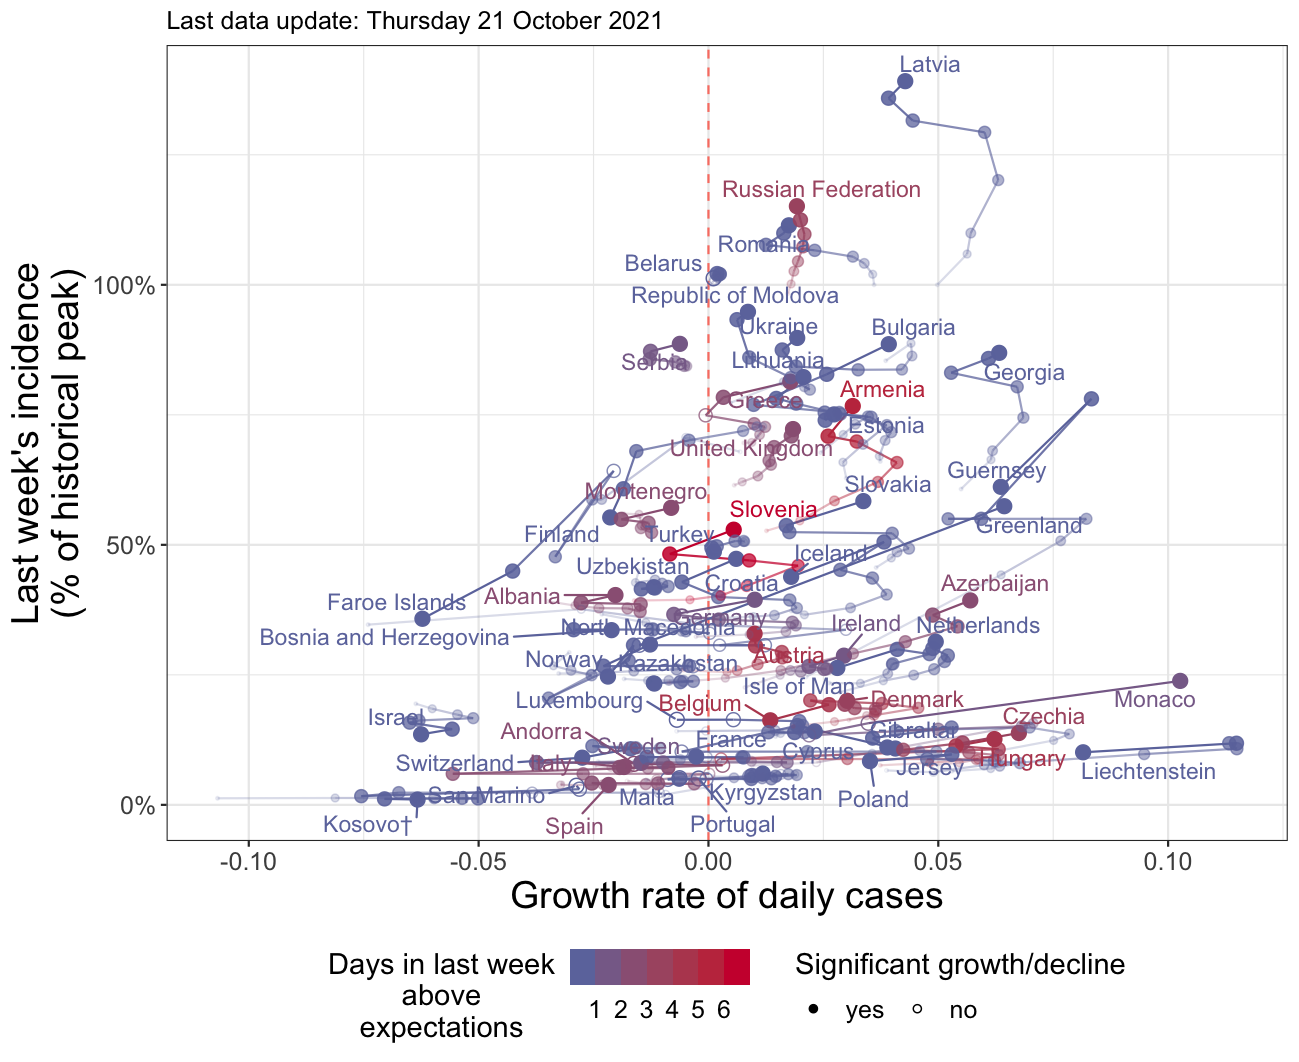 Last data update: Thursday 21 October 2021
Last week's incidence
(% of historical peak)
100%
50%
0%
Latvia
Russian Federation
Romania
Belarus
Republic of Moldova
Ukraine
Bulgaria
Serbia
Lithuania
Georgia
Armenia
Greece
Estonia
United Kingdom
Guernsey
Montenegro
Slovakia
Slovenia
Greenland
Finland
Turkey
Iceland
Uzbekistan
Croatia
Azerbaijan
Albania
Faroe Islands
Germany
Ireland
Netherlands
Bosnia and Herzegovina
North Macedonia
Norway
Kazakhstan
Austria
Isle of Man
Luxembourg
Belgium
Denmark
Monaco
Israel
Andorra
Sweden
France
Gibraltar
Czechia
Switzerland
Italy
Cyprus
Jersey
Hungary
Liechtenstein
San Marino
Malta
Kyrgyzstan
Poland
Kosovo†
Spain
Portugal
-0.10
-0.05
0.00
0.05
0.10
Growth rate of daily cases
Days in last week
above
expectations
1 2 3 4 5 6
Significant growth/decline
yes
no